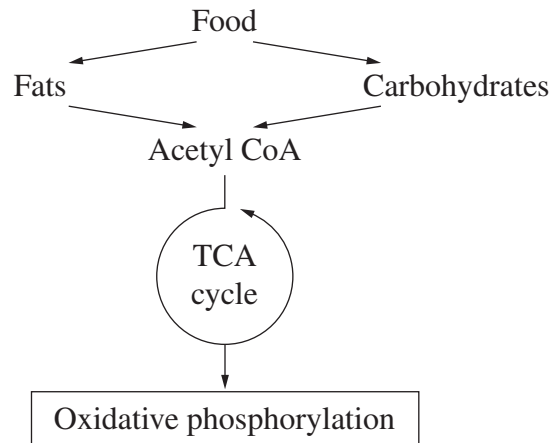 Food
Fats
Carbohydrates
Acetyl CoA
TCA
cycle
Oxidative phosphorylation